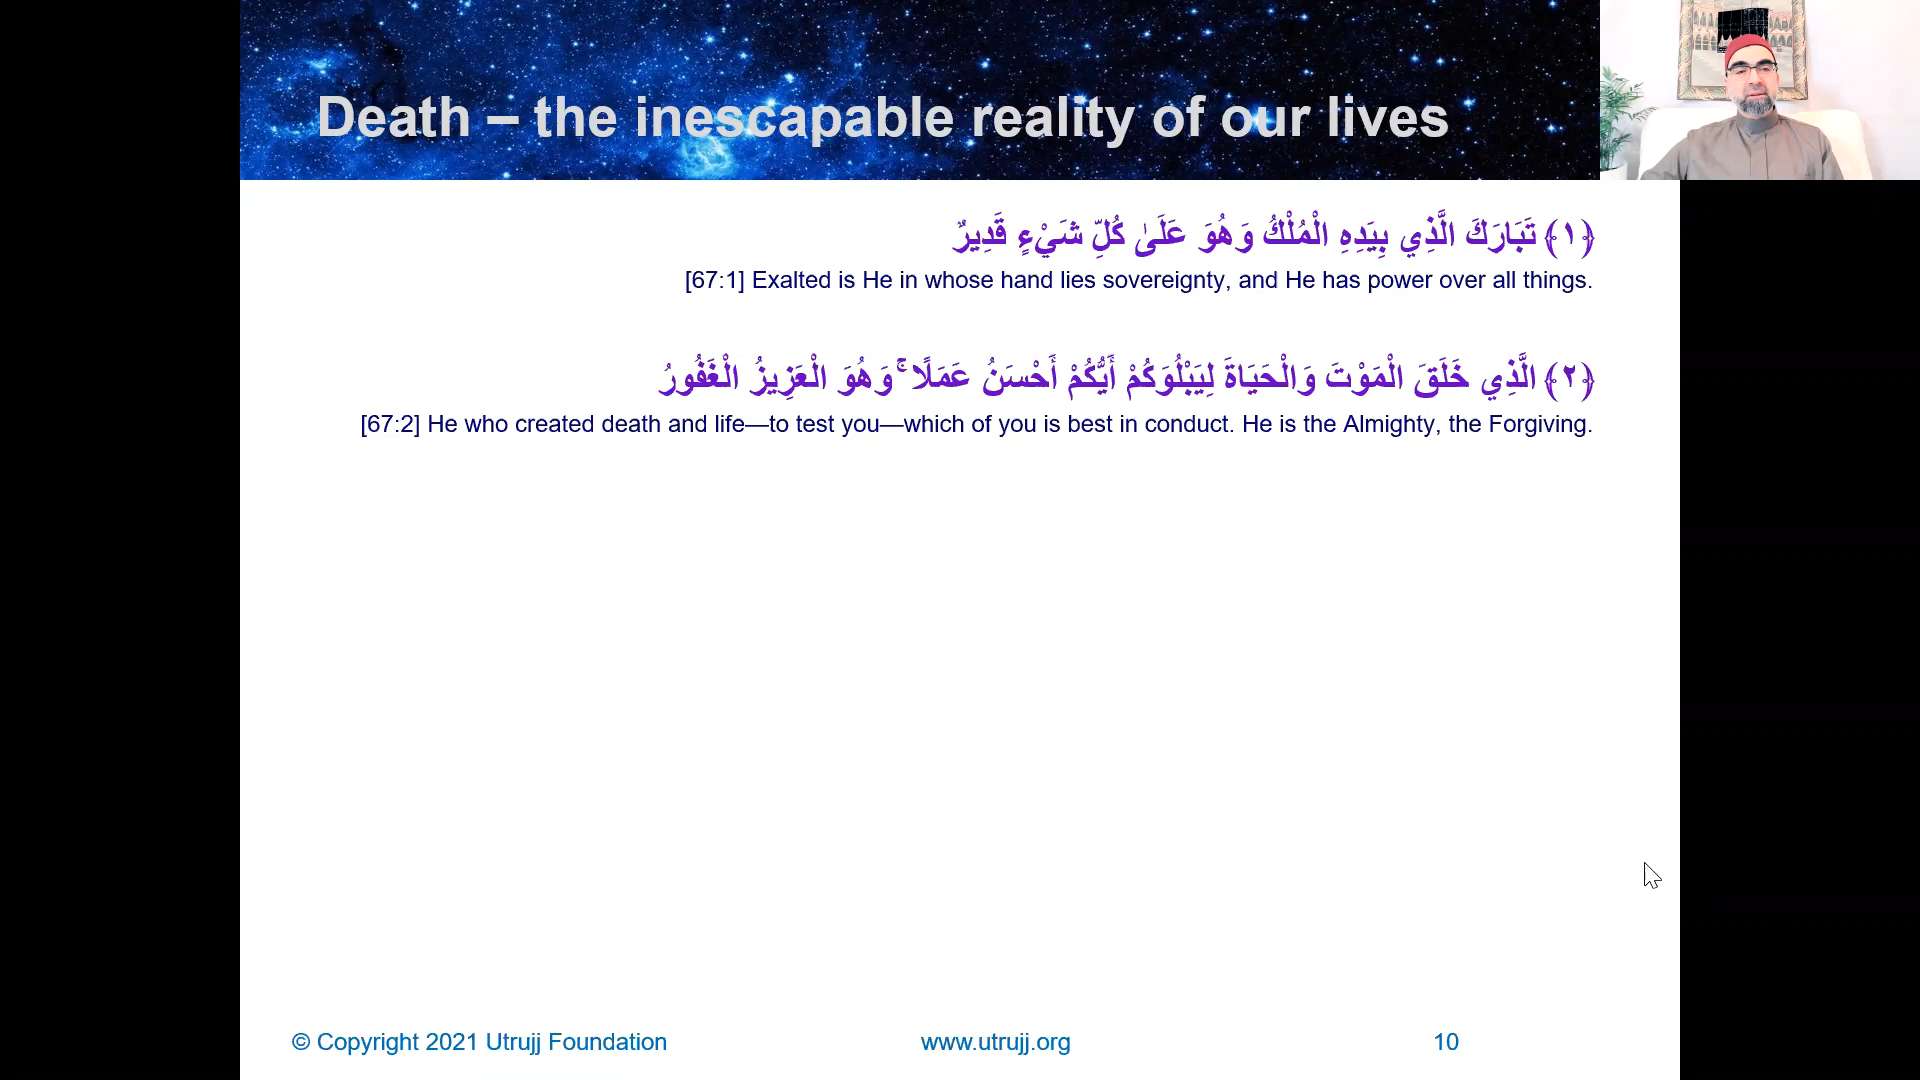 Death – the inescapable reality of our lives
﴿١﴾ تَبَارَكَ الَّذِي بِيَدِهِ الْمُلْكُ وَهُوَ عَلَىٰ كُلِّ شَيْءٍ قَدِيرٌ
[67:1] Exalted is He in whose hand lies sovereignty, and He has power over all things.
﴿٢﴾ الَّذِي خَلَقَ الْمَوْتَ وَالْحَيَاةَ لِيَبْلُوَكُمْ أَيُّكُمْ أَحْسَنُ عَمَلًا ۚ وَهُوَ الْعَزِيزُ الْغَفُورُ
[67:2] He who created death and life—to test you—which of you is best in conduct. He is the Almighty, the Forgiving.
© Copyright 2021 Utrujj Foundation
www.utrujj.org
10